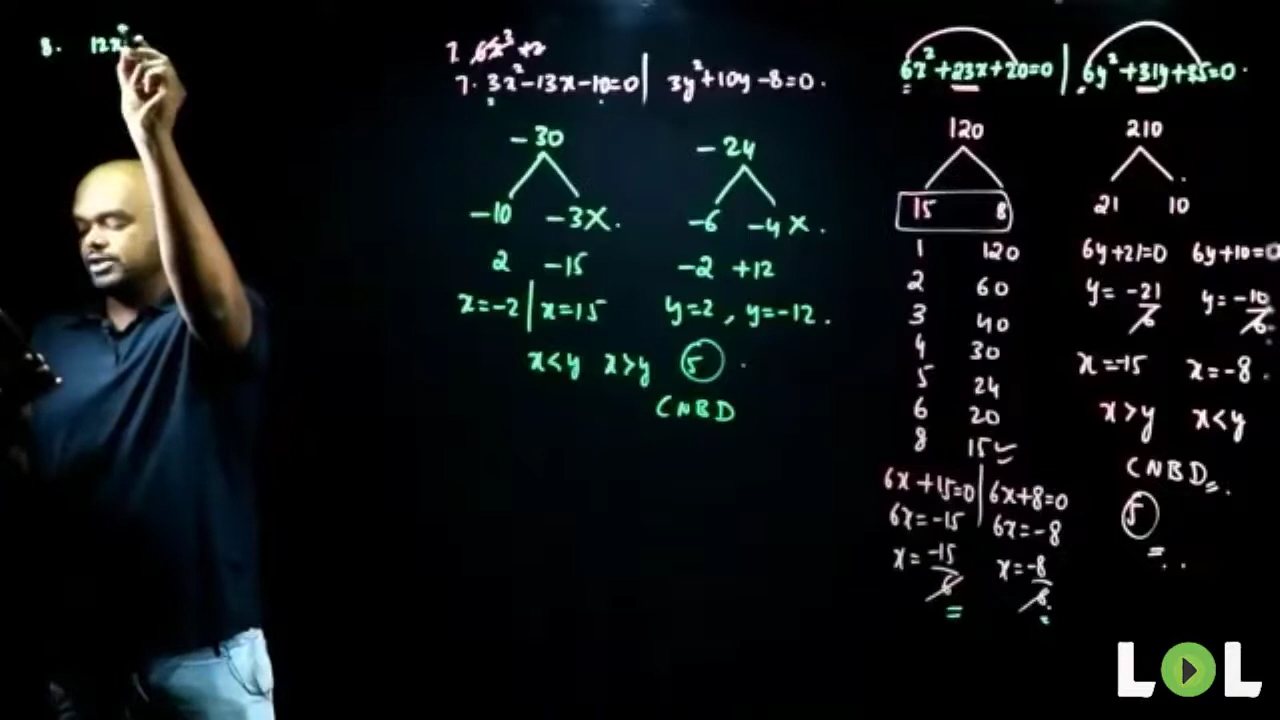 8. 12x²
7. 6x³ +2
7. 3x²-13x-10=0 | 3y²+10y-8=0.
-30
-10 -3X.
2 -15
x=-2 | x=15
-24
-6 -4X.
-2 +12
y=2, y=-12.
x<y x>y 5
CNBD
6x²+23x+20=0 | 6y²+31y+35=0.
120
15 8
1 120
2 60
3 40
4 30
5 24
6 20
8 15✓
6x+15=0 | 6x+8=0
6x=-15 6x=-8
x=-15/6 x=-8/6
210
21 10
6y+21=0 6y+10=0
y=-21/6 y=-10/6
x=-15 x=-8.
x>y x<y
CNBD
5
LOL